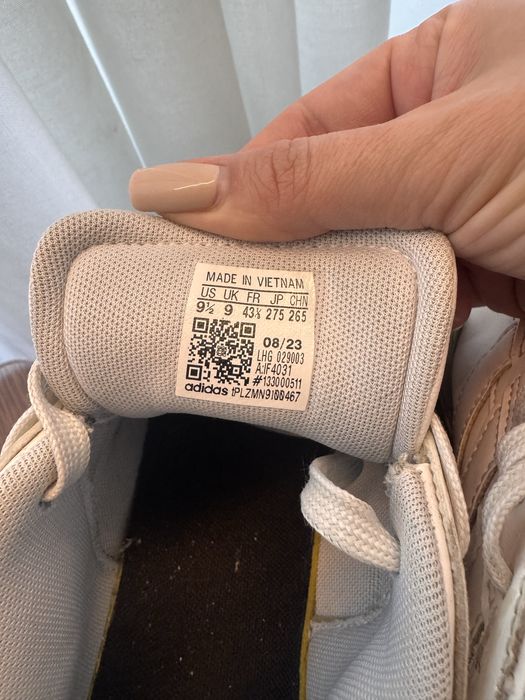 MADE IN VIETNAM
US UK FR JP CHN
9½ 9 43⅓ 275 265
08/23
LHG 029003
A:IF4031
#133000511
adidas tPLZMN9I00467